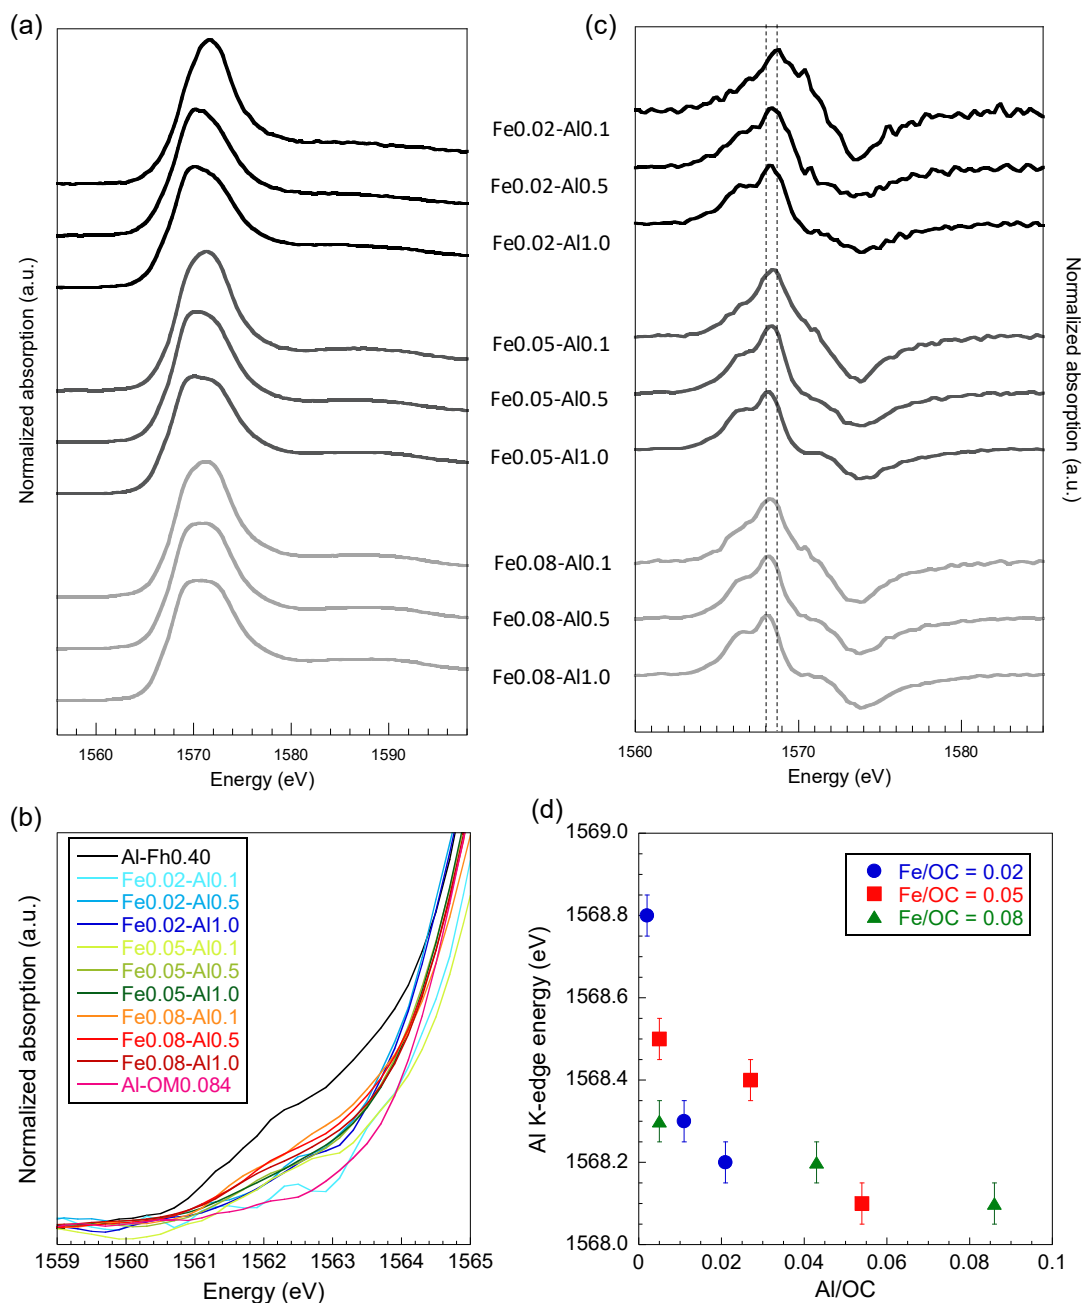 (a)
Normalized absorption (a.u.)
Fe0.02-Al0.1
Fe0.02-Al0.5
Fe0.02-Al1.0
Fe0.05-Al0.1
Fe0.05-Al0.5
Fe0.05-Al1.0
Fe0.08-Al0.1
Fe0.08-Al0.5
Fe0.08-Al1.0
1560 1570 1580 1590
Energy (eV)
(c)
Normalized absorption (a.u.)
1560 1570 1580
Energy (eV)
(b)
Normalized absorption (a.u.)
Al-Fh0.40
Fe0.02-Al0.1
Fe0.02-Al0.5
Fe0.02-Al1.0
Fe0.05-Al0.1
Fe0.05-Al0.5
Fe0.05-Al1.0
Fe0.08-Al0.1
Fe0.08-Al0.5
Fe0.08-Al1.0
Al-OM0.084
1559 1560 1561 1562 1563 1564 1565
Energy (eV)
(d)
Al K-edge energy (eV)
1569.0
1568.8
1568.6
1568.4
1568.2
1568.0
Fe/OC = 0.02
Fe/OC = 0.05
Fe/OC = 0.08
0 0.02 0.04 0.06 0.08 0.1
Al/OC